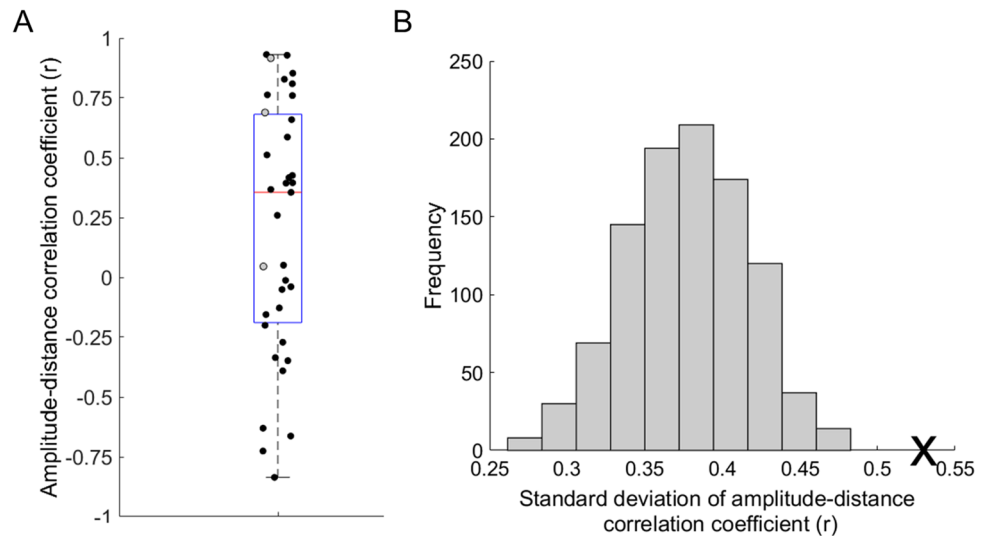 A
Amplitude-distance correlation coefficient (r)
1
0.75
0.5
0.25
0
-0.25
-0.5
-0.75
-1
B
Frequency
250
200
150
100
50
0
0.25 0.3 0.35 0.4 0.45 0.5 0.55
X
Standard deviation of amplitude-distance
correlation coefficient (r)